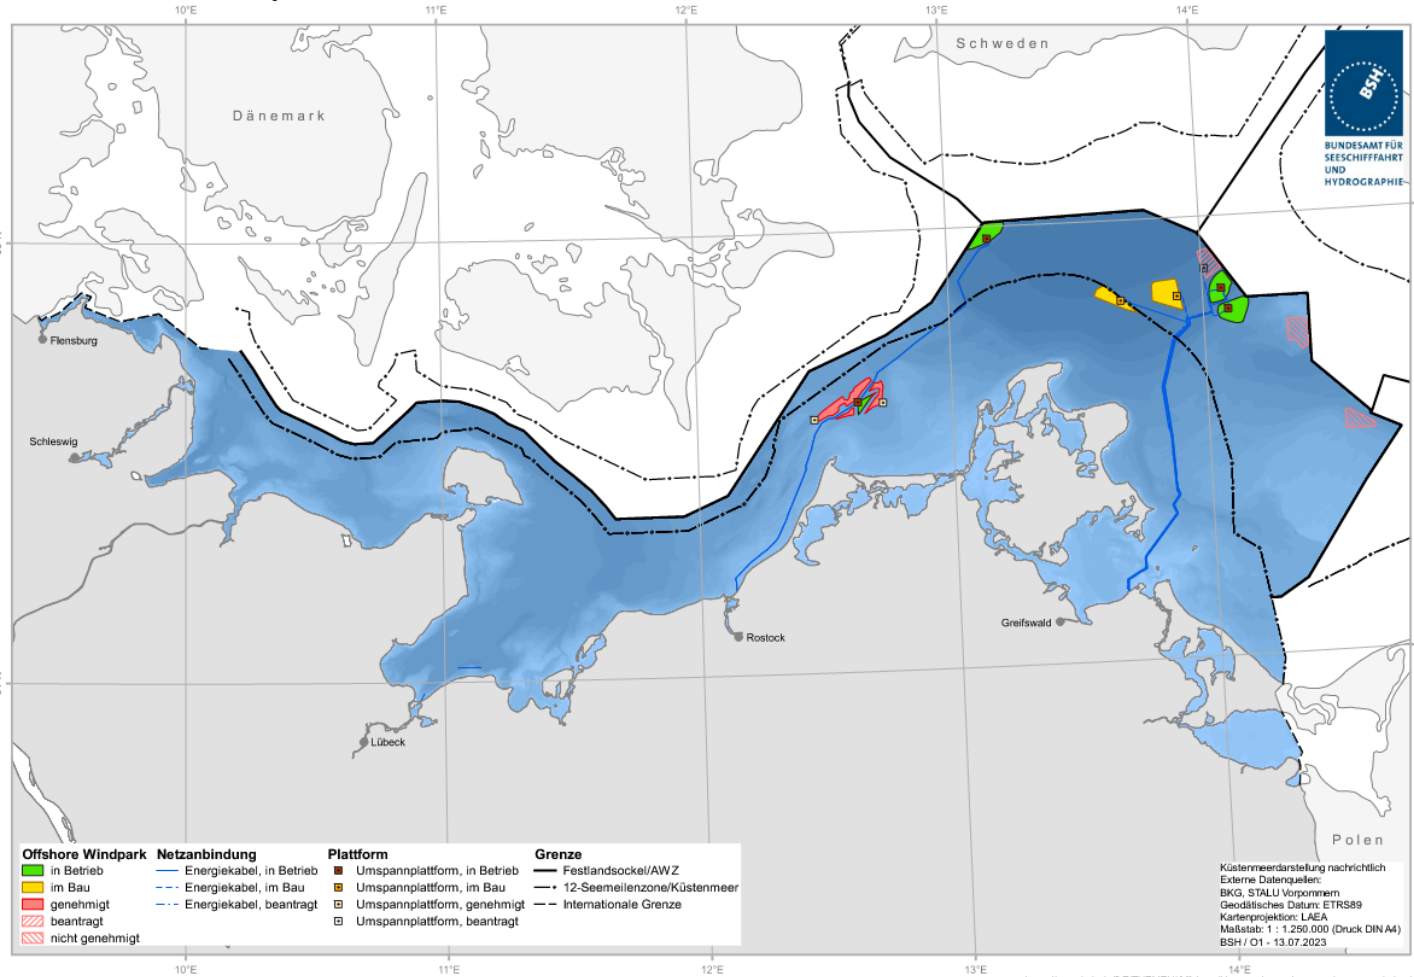 10°E 11°E 12°E 13°E 14°E
Schweden
Dänemark
BSH
BUNDESAMT FÜR
SEESCHIFFFAHRT
UND
HYDROGRAPHIE
Flensburg
Schleswig
Greifswald
Rostock
Lübeck
Polen
Offshore Windpark
in Betrieb
im Bau
genehmigt
beantragt
nicht genehmigt
Netzanbindung
Energiekabel, in Betrieb
Energiekabel, im Bau
Energiekabel, beantragt
Plattform
Umspannplattform, in Betrieb
Umspannplattform, im Bau
Umspannplattform, genehmigt
Umspannplattform, beantragt
Grenze
Festlandsockel/AWZ
12-Seemeilenzone/Küstenmeer
Internationale Grenze
Küstenmeerdarstellung nachrichtlich
Externe Datenquellen:
BKG, STALU Vorpommern
Geodätisches Datum: ETRS89
Kartenprojektion: LAEA
Maßstab: 1 : 1.250.000 (Druck DIN A4)
BSH / O1 - 13.07.2023
10°E 11°E 12°E 13°E 14°E